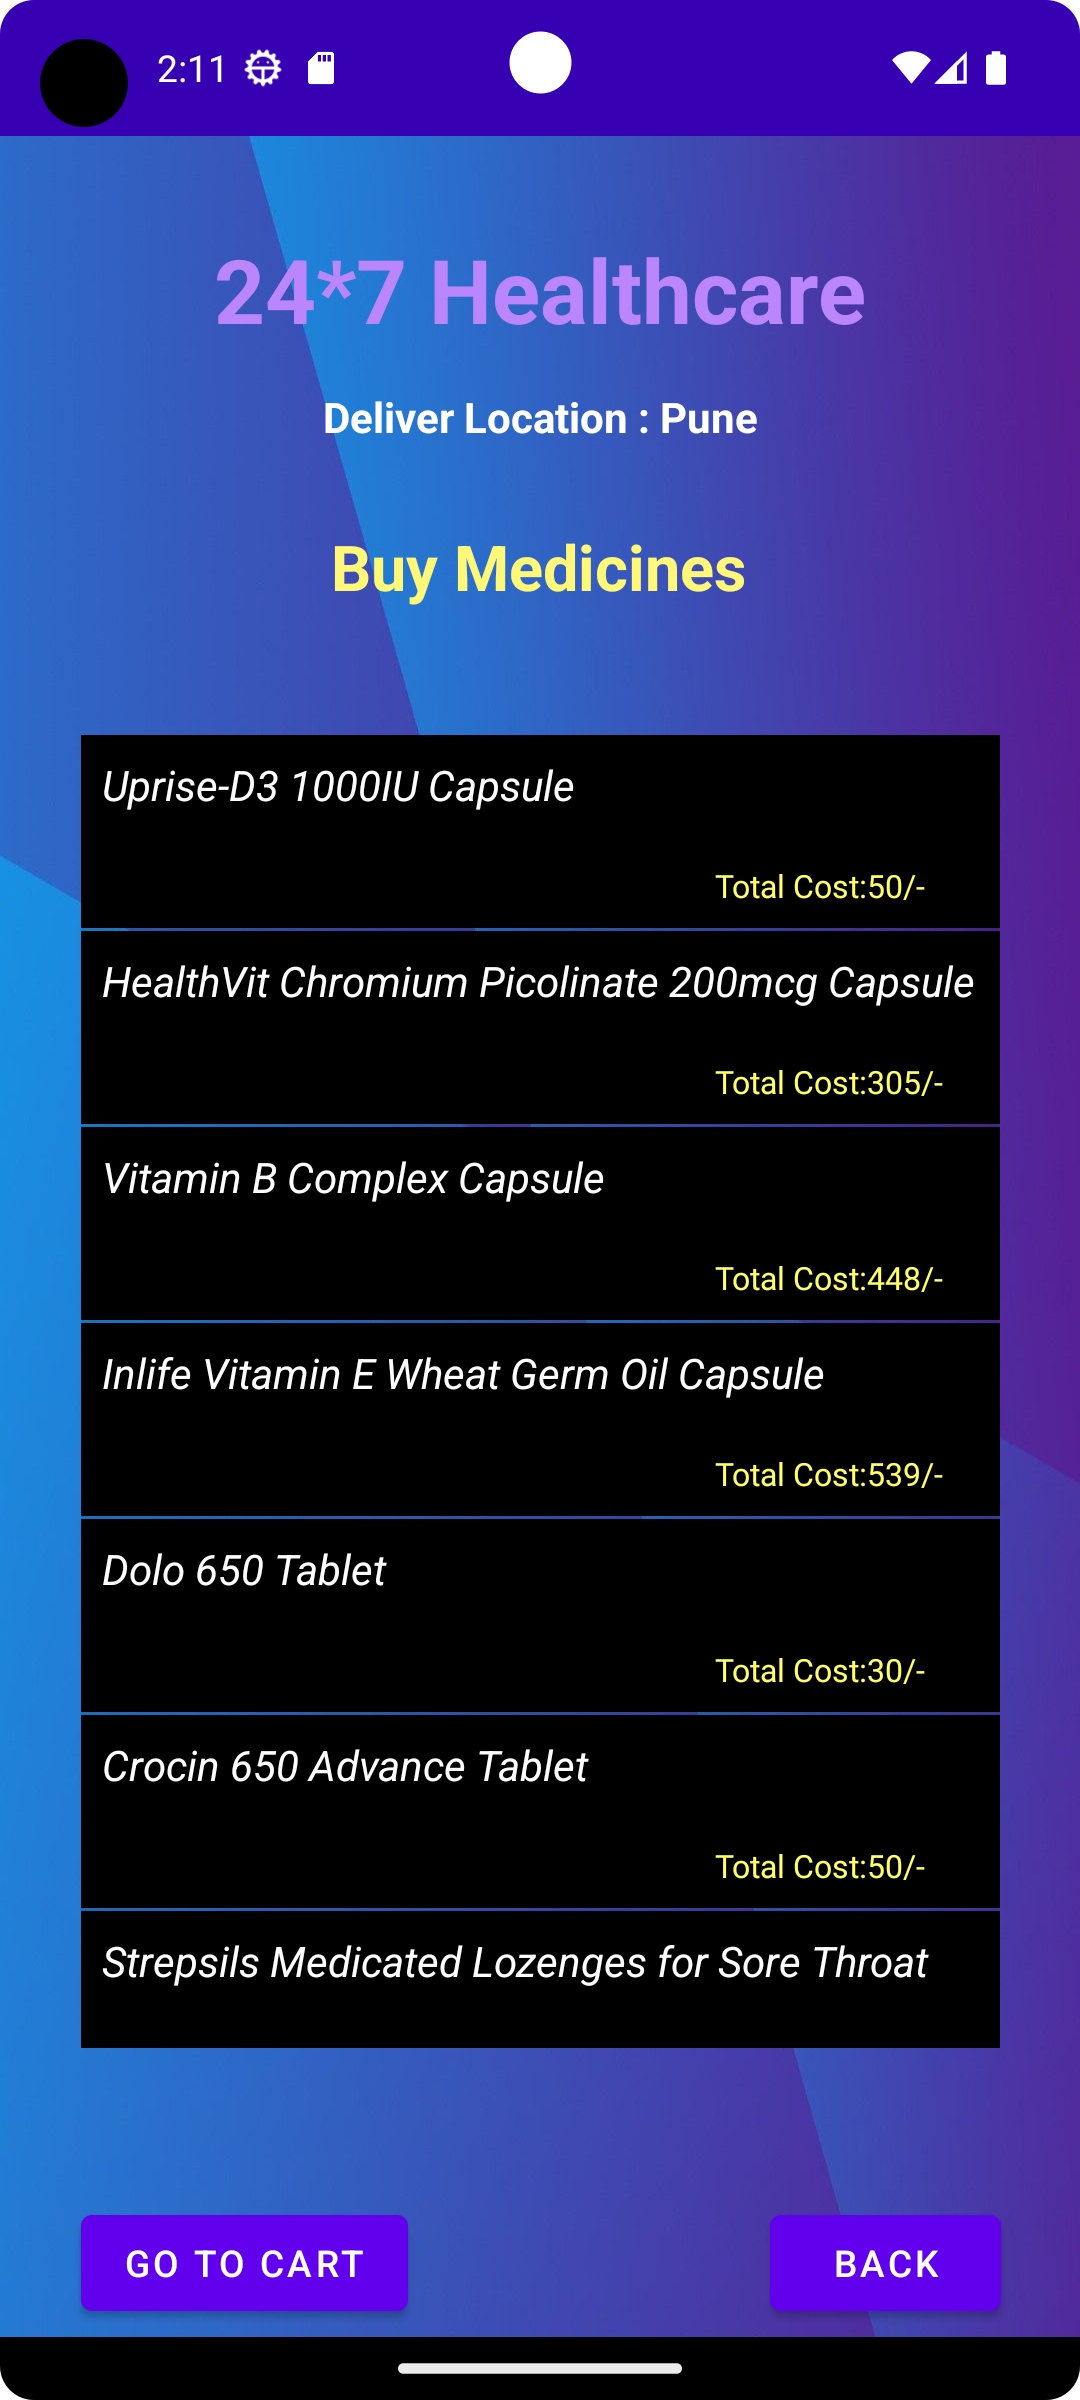 2:11
24*7 Healthcare
Deliver Location : Pune
Buy Medicines
Uprise-D3 1000IU Capsule
Total Cost:50/-
HealthVit Chromium Picolinate 200mcg Capsule
Total Cost:305/-
Vitamin B Complex Capsule
Total Cost:448/-
Inlife Vitamin E Wheat Germ Oil Capsule
Total Cost:539/-
Dolo 650 Tablet
Total Cost:30/-
Crocin 650 Advance Tablet
Total Cost:50/-
Strepsils Medicated Lozenges for Sore Throat
GO TO CART
BACK